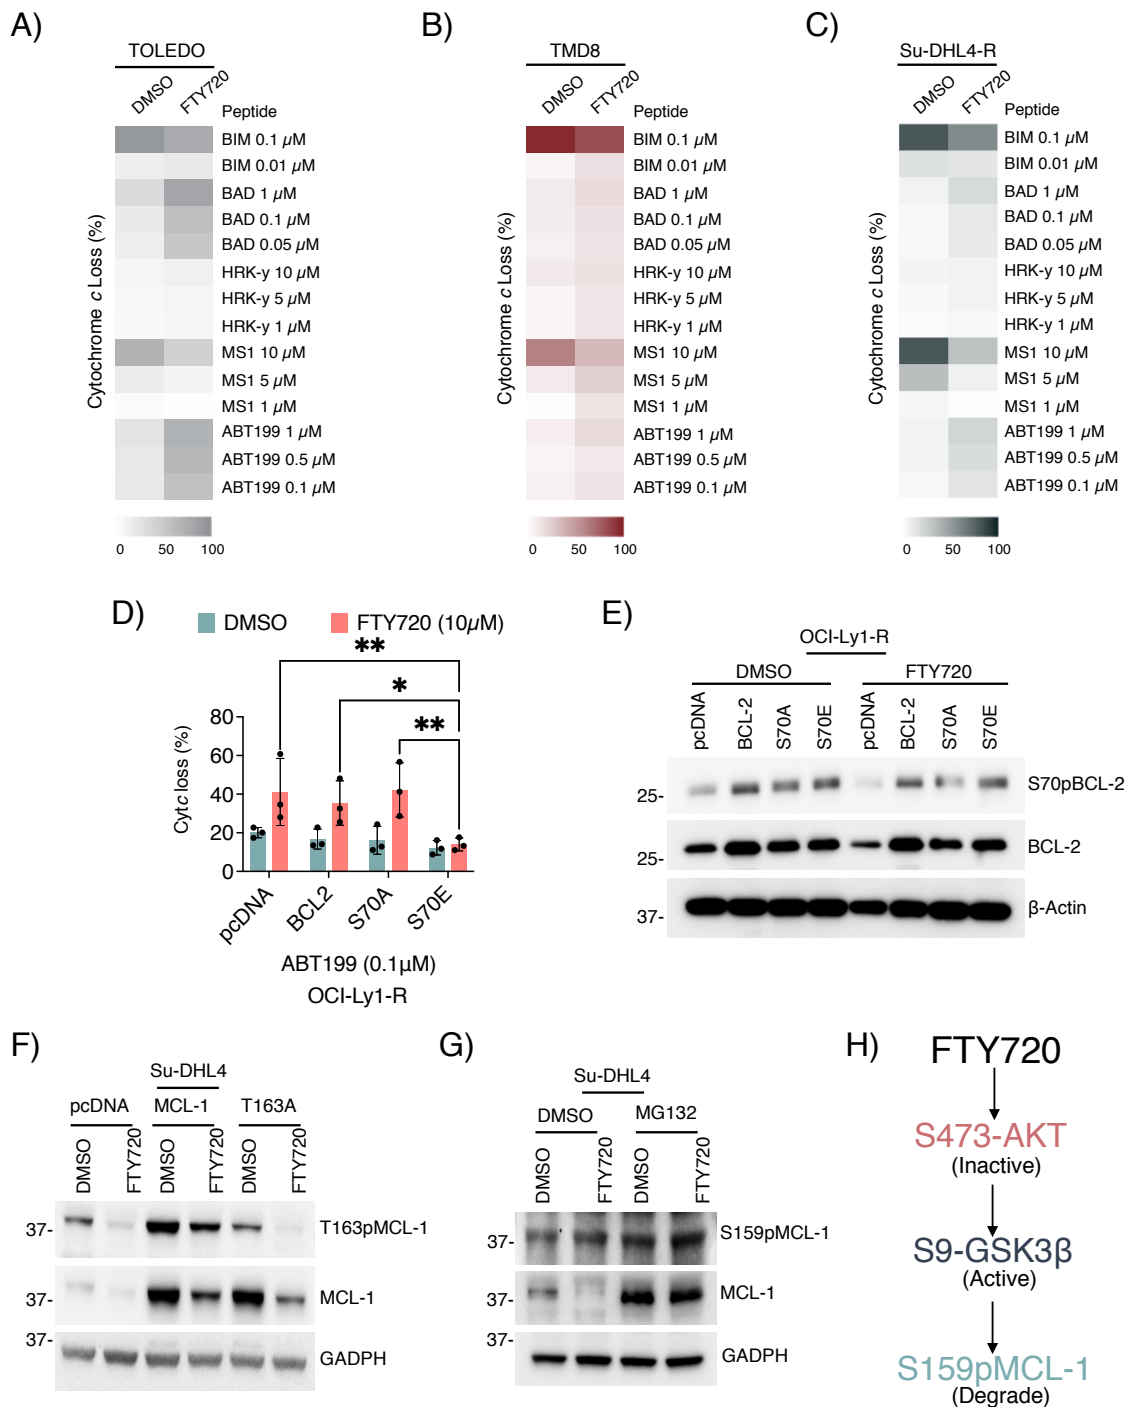 A)
TOLEDO
DMSO
FTY720
Peptide
Cytochrome c Loss (%)
BIM 0.1 µM
BIM 0.01 µM
BAD 1 µM
BAD 0.1 µM
BAD 0.05 µM
HRK-y 10 µM
HRK-y 5 µM
HRK-y 1 µM
MS1 10 µM
MS1 5 µM
MS1 1 µM
ABT199 1 µM
ABT199 0.5 µM
ABT199 0.1 µM
0 50 100
B)
TMD8
DMSO
FTY720
Peptide
Cytochrome c Loss (%)
BIM 0.1 µM
BIM 0.01 µM
BAD 1 µM
BAD 0.1 µM
BAD 0.05 µM
HRK-y 10 µM
HRK-y 5 µM
HRK-y 1 µM
MS1 10 µM
MS1 5 µM
MS1 1 µM
ABT199 1 µM
ABT199 0.5 µM
ABT199 0.1 µM
0 50 100
C)
Su-DHL4-R
DMSO
FTY720
Peptide
Cytochrome c Loss (%)
BIM 0.1 µM
BIM 0.01 µM
BAD 1 µM
BAD 0.1 µM
BAD 0.05 µM
HRK-y 10 µM
HRK-y 5 µM
HRK-y 1 µM
MS1 10 µM
MS1 5 µM
MS1 1 µM
ABT199 1 µM
ABT199 0.5 µM
ABT199 0.1 µM
0 50 100
D)
DMSO
FTY720 (10µM)
**
*
**
Cytc loss (%)
80
60
40
20
0
pcDNA
BCL2
S70A
S70E
ABT199 (0.1µM)
OCI-Ly1-R
E)
OCI-Ly1-R
DMSO
FTY720
pcDNA
BCL-2
S70A
S70E
pcDNA
BCL-2
S70A
S70E
25-
S70pBCL-2
25-
BCL-2
37-
β-Actin
F)
Su-DHL4
pcDNA
MCL-1
T163A
DMSO
FTY720
DMSO
FTY720
DMSO
FTY720
37-
T163pMCL-1
37-
MCL-1
37-
GADPH
G)
Su-DHL4
DMSO
MG132
DMSO
FTY720
DMSO
FTY720
37-
S159pMCL-1
37-
MCL-1
37-
GADPH
H)
FTY720
S473-AKT
(Inactive)
S9-GSK3β
(Active)
S159pMCL-1
(Degrade)